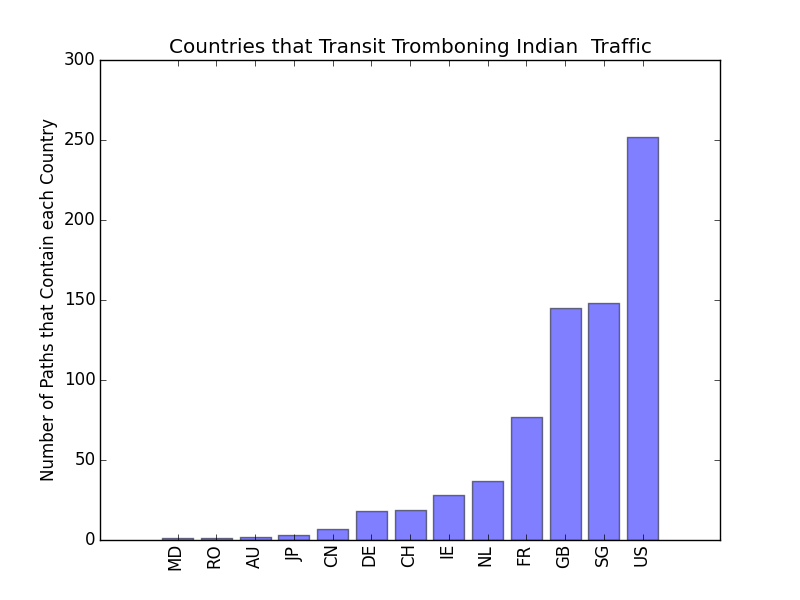 Countries that Transit Tromboning Indian  Traffic
Number of Paths that Contain each Country
300
250
200
150
100
50
0
MD RO AU JP CN DE CH IE NL FR GB SG US